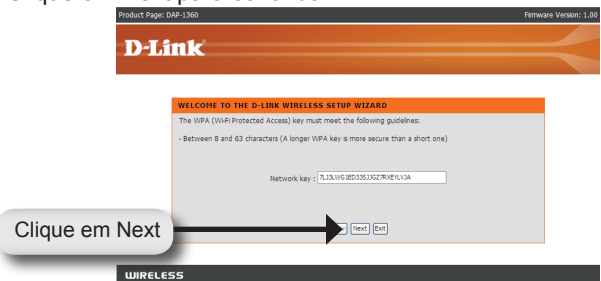 Product Page: DAP-1360 Firmware Version: 1.00
D-Link
WELCOME TO THE D-LINK WIRELESS SETUP WIZARD
The WPA (Wi-Fi Protected Access) key must meet the following guidelines:
- Between 8 and 63 characters (A longer WPA key is more secure than a short one)
Network key :
Clique em Next
Next Exit
WIRELESS